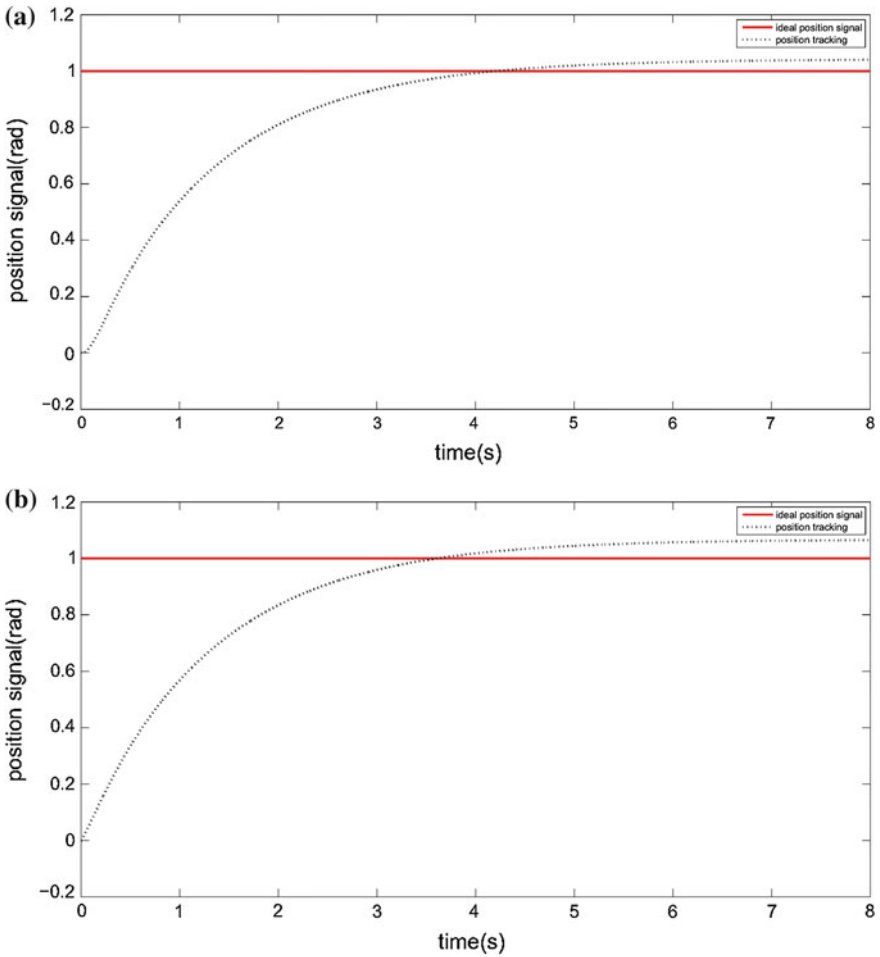 (a)
1.2
1
0.8
0.6
0.4
0.2
0
−0.2
position signal(rad)
ideal position signal
position tracking
0 1 2 3 4 5 6 7 8
time(s)
(b)
1.2
1
0.8
0.6
0.4
0.2
0
−0.2
position signal(rad)
ideal position signal
position tracking
0 1 2 3 4 5 6 7 8
time(s)